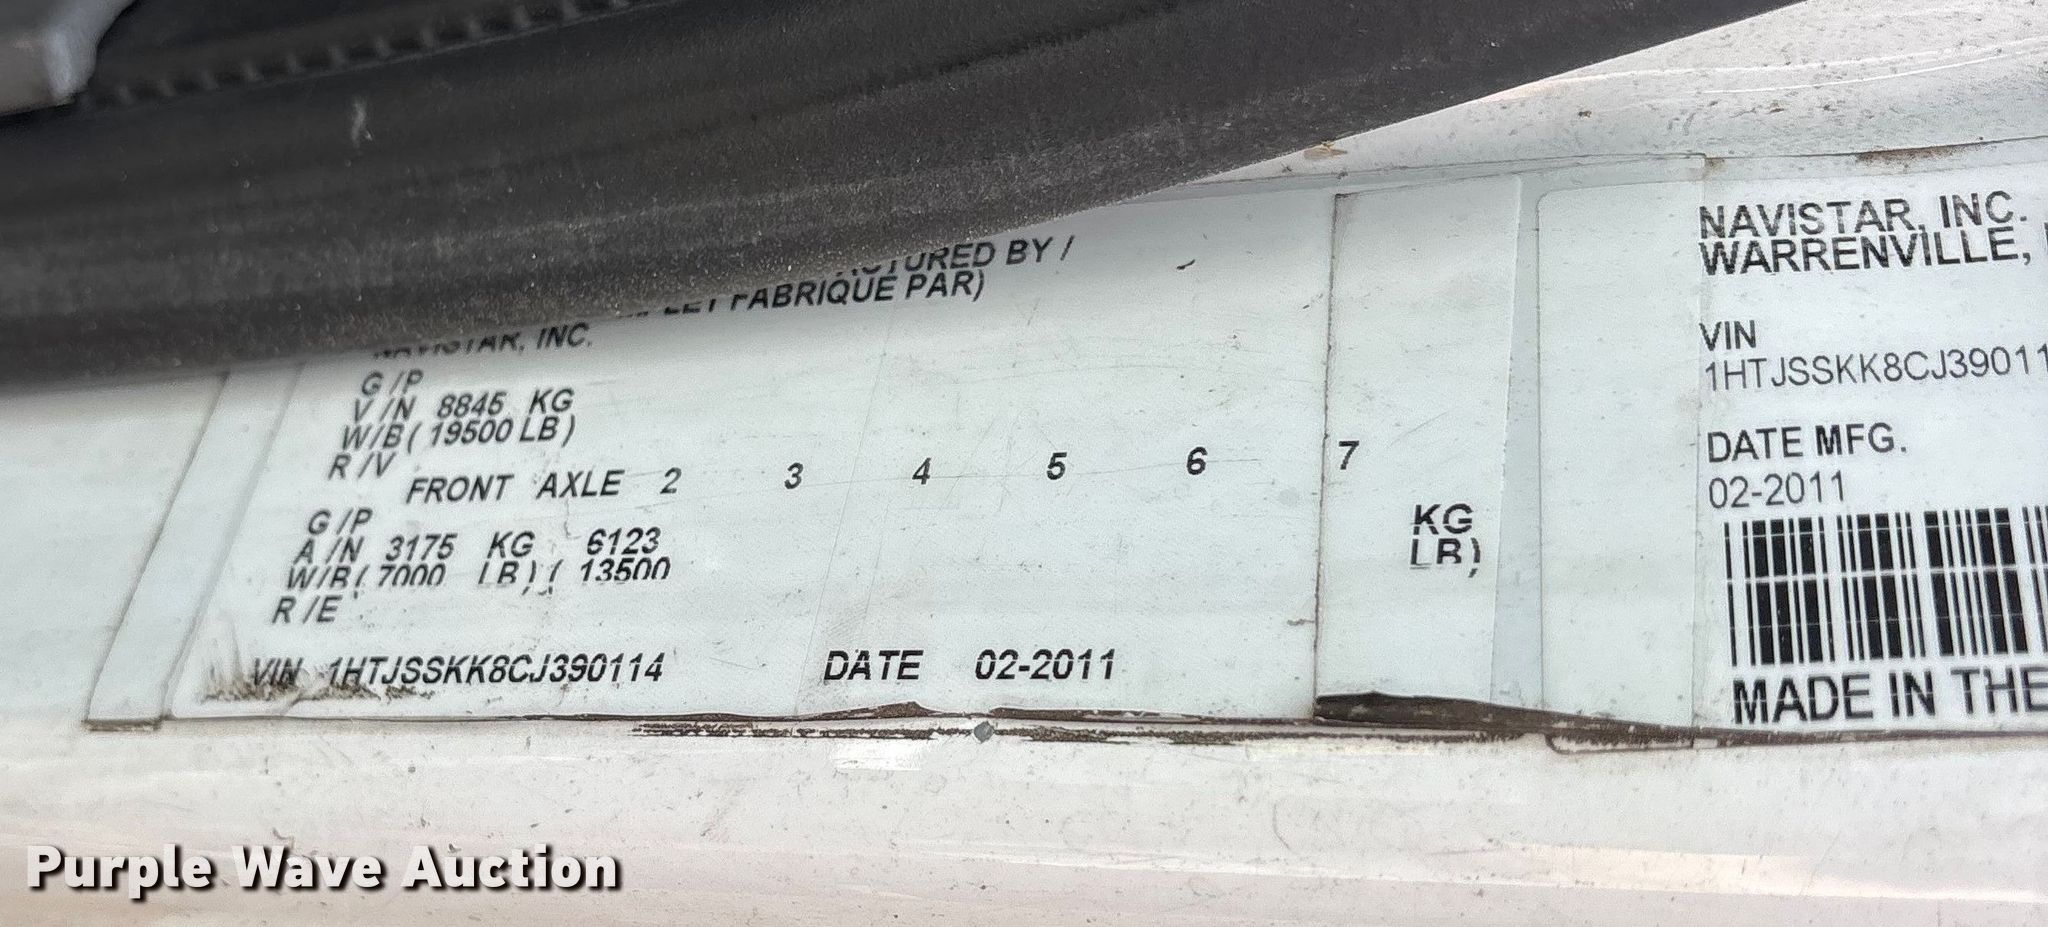 TURED BY /
FABRIQUE PAR)
NAVISTAR, INC.
G /P
V /N 8845 KG
W/B( 19500 LB )
R /V
FRONT AXLE 2 3 4 5 6 7
G /P
A /N 3175 KG 6123 KG
W/B( 7000 LB ) ( 13500 LB )
R /E
VIN 1HTJSSKK8CJ390114 DATE 02-2011
NAVISTAR, INC.
WARRENVILLE,
VIN
1HTJSSKK8CJ39011
DATE MFG.
02-2011
MADE IN THE
Purple Wave Auction